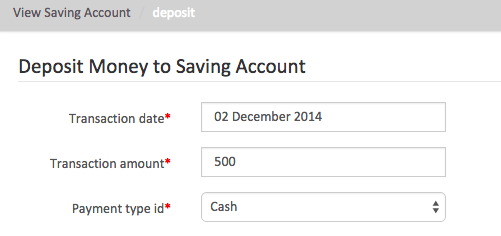 View Saving Account / deposit
Deposit Money to Saving Account
Transaction date* 02 December 2014
Transaction amount* 500
Payment type id* Cash